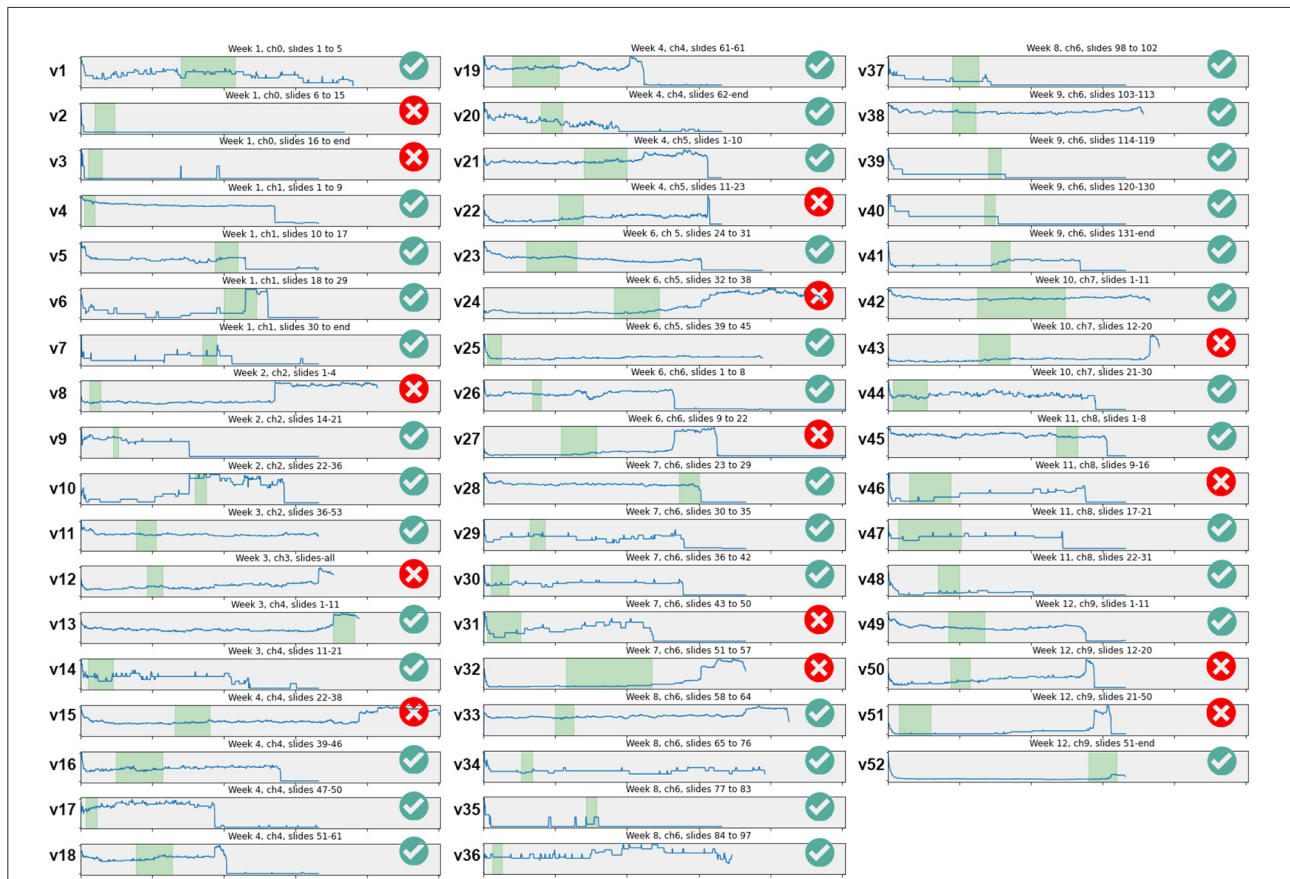 Week 1, ch0, slides 1 to 5
v1
Week 1, ch0, slides 6 to 15
v2
Week 1, ch0, slides 16 to end
v3
Week 1, ch1, slides 1 to 9
v4
Week 1, ch1, slides 10 to 17
v5
Week 1, ch1, slides 18 to 29
v6
Week 1, ch1, slides 30 to end
v7
Week 2, ch2, slides 1-4
v8
Week 2, ch2, slides 14-21
v9
Week 2, ch2, slides 22-36
v10
Week 3, ch2, slides 36-53
v11
Week 3, ch3, slides-all
v12
Week 3, ch4, slides 1-11
v13
Week 3, ch4, slides 11-21
v14
Week 4, ch4, slides 22-38
v15
Week 4, ch4, slides 39-46
v16
Week 4, ch4, slides 47-50
v17
Week 4, ch4, slides 51-61
v18
Week 4, ch4, slides 61-61
v19
Week 4, ch4, slides 62-end
v20
Week 4, ch5, slides 1-10
v21
Week 4, ch5, slides 11-23
v22
Week 6, ch 5, slides 24 to 31
v23
Week 6, ch5, slides 32 to 38
v24
Week 6, ch5, slides 39 to 45
v25
Week 6, ch6, slides 1 to 8
v26
Week 6, ch6, slides 9 to 22
v27
Week 7, ch6, slides 23 to 29
v28
Week 7, ch6, slides 30 to 35
v29
Week 7, ch6, slides 36 to 42
v30
Week 7, ch6, slides 43 to 50
v31
Week 7, ch6, slides 51 to 57
v32
Week 8, ch6, slides 58 to 64
v33
Week 8, ch6, slides 65 to 76
v34
Week 8, ch6, slides 77 to 83
v35
Week 8, ch6, slides 84 to 97
v36
Week 8, ch6, slides 98 to 102
v37
Week 9, ch6, slides 103-113
v38
Week 9, ch6, slides 114-119
v39
Week 9, ch6, slides 120-130
v40
Week 9, ch6, slides 131-end
v41
Week 10, ch7, slides 1-11
v42
Week 10, ch7, slides 12-20
v43
Week 10, ch7, slides 21-30
v44
Week 11, ch8, slides 1-8
v45
Week 11, ch8, slides 9-16
v46
Week 11, ch8, slides 17-21
v47
Week 11, ch8, slides 22-31
v48
Week 12, ch9, slides 1-11
v49
Week 12, ch9, slides 12-20
v50
Week 12, ch9, slides 21-50
v51
Week 12, ch9, slides 51-end
v52